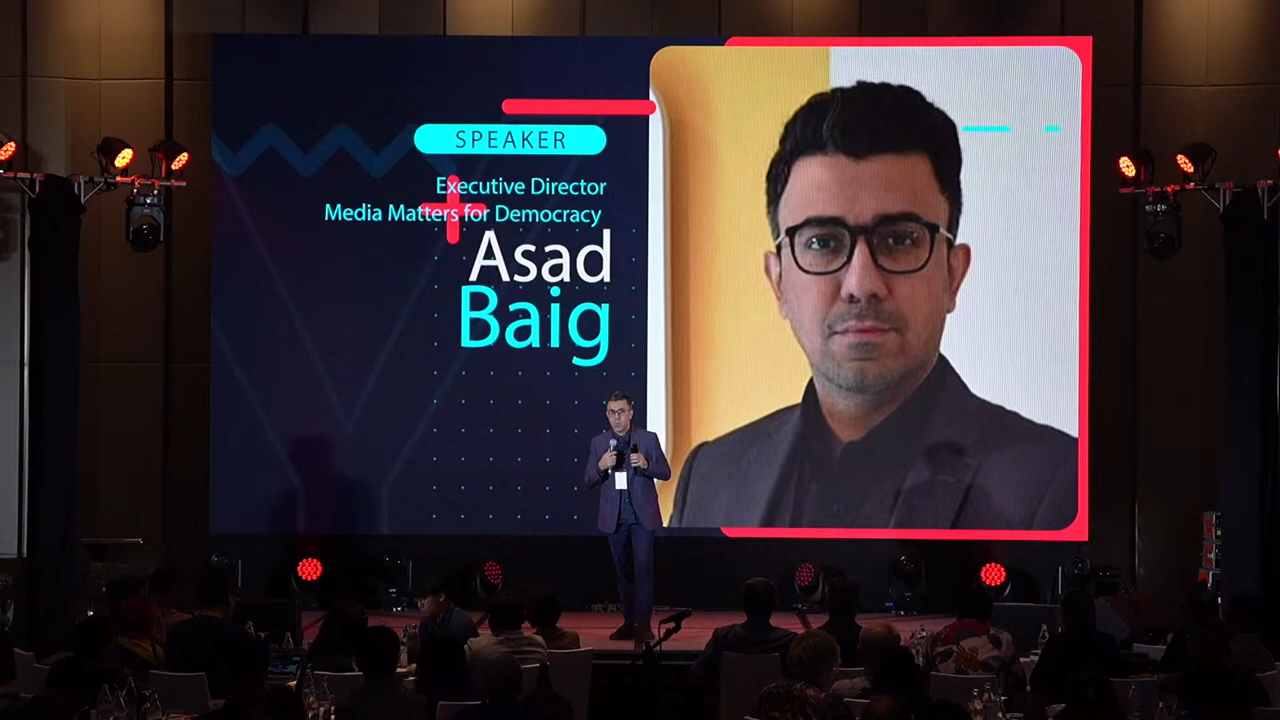 SPEAKER
Executive Director
Media Matters for Democracy
Asad
Baig